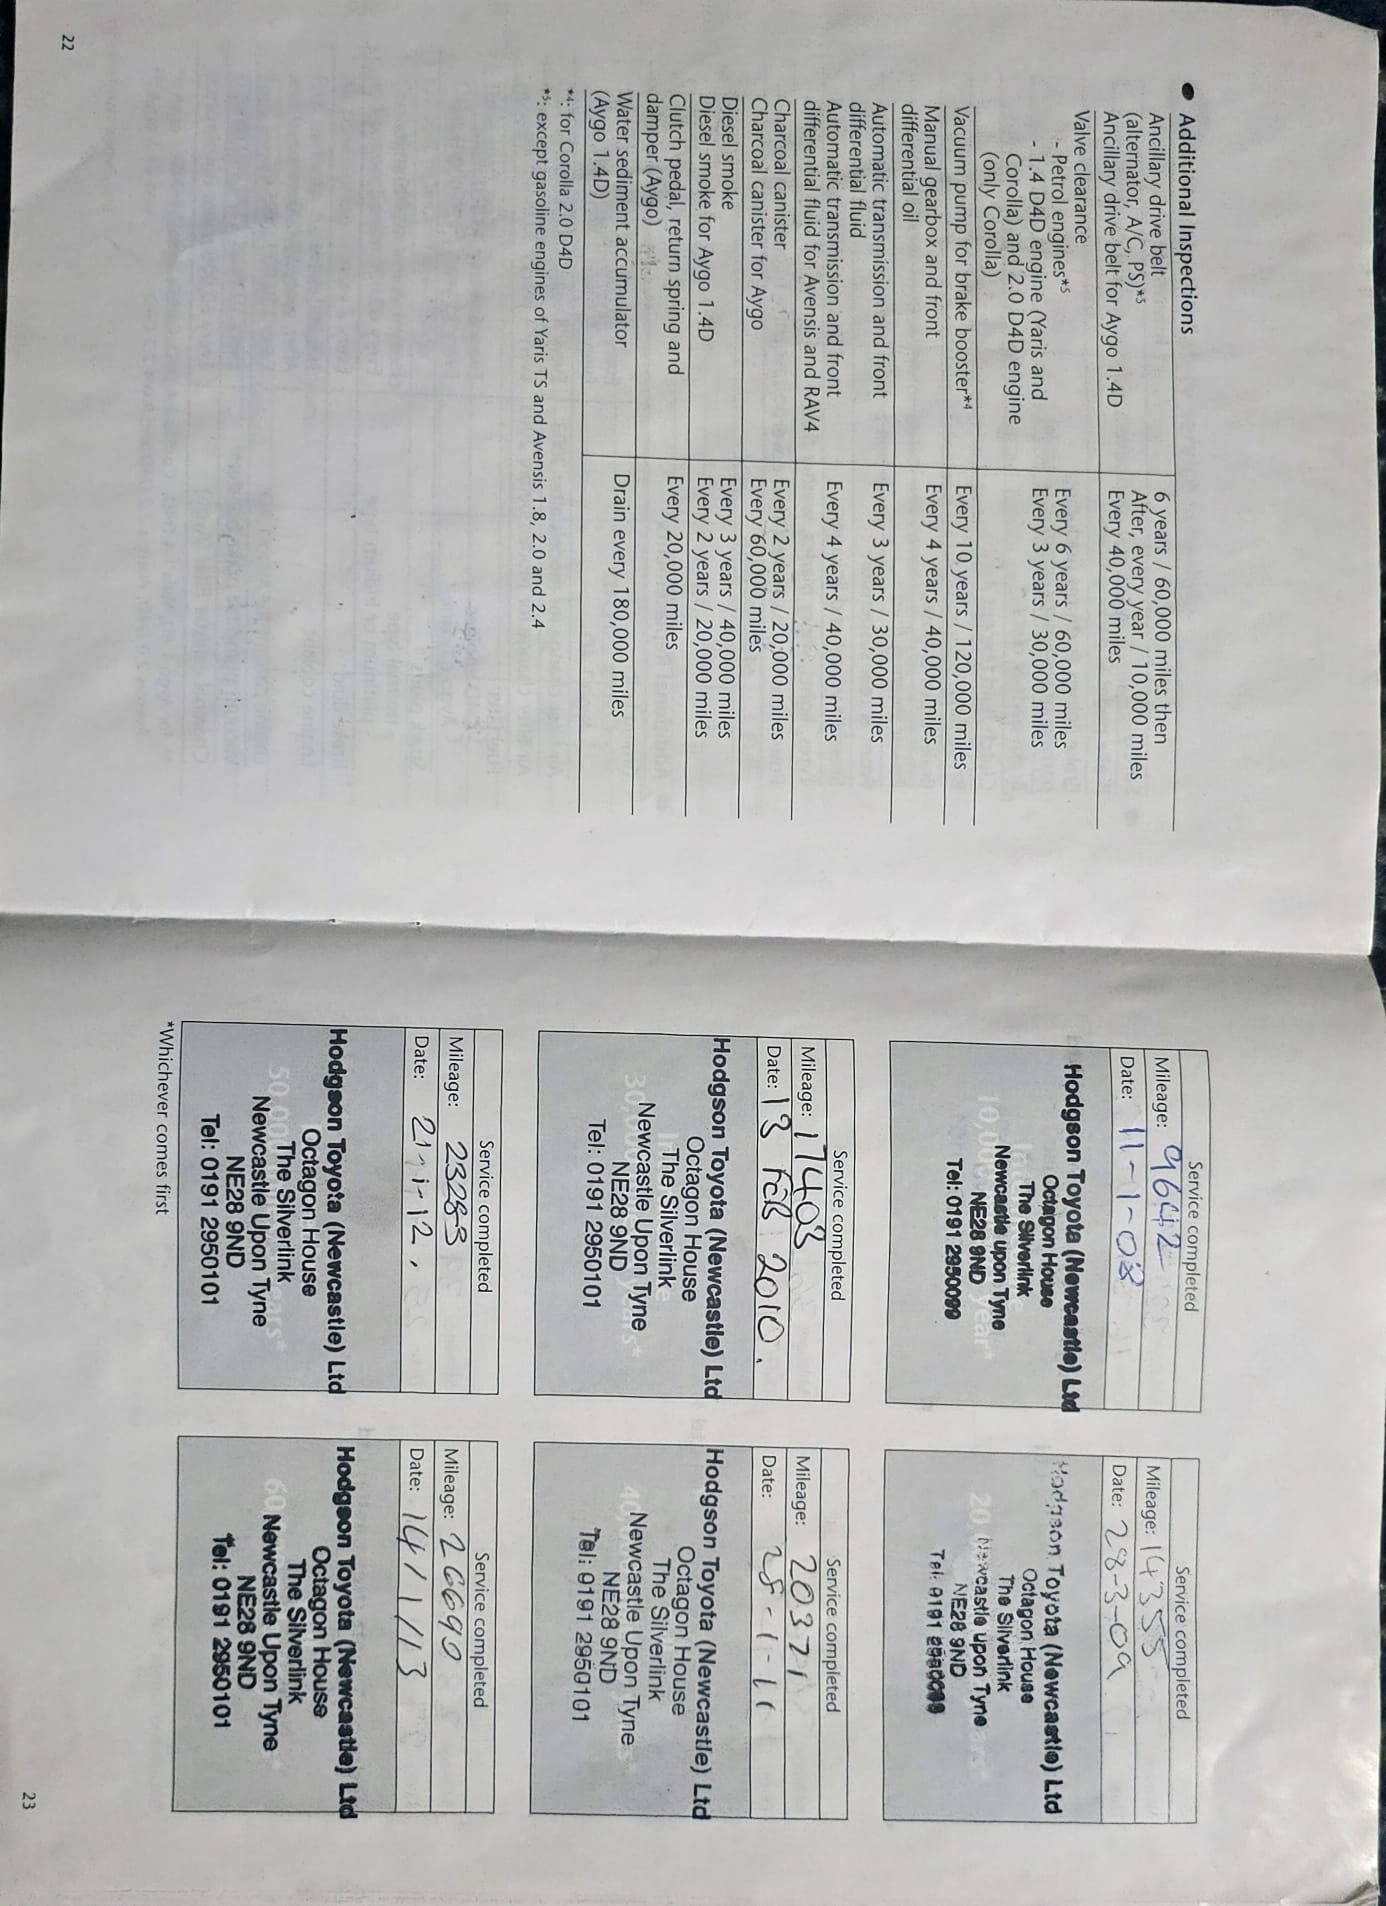 ● Additional Inspections
Ancillary drive belt
(alternator, A/C, PS)*5
6 years / 60,000 miles then
After, every year / 10,000 miles
Ancillary drive belt for Aygo 1.4D
Every 40,000 miles
Valve clearance
- Petrol engines*5
Every 6 years / 60,000 miles
- 1.4 D4D engine (Yaris and
Corolla) and 2.0 D4D engine
(only Corolla)
Every 3 years / 30,000 miles
Vacuum pump for brake booster*4
Every 10 years / 120,000 miles
Manual gearbox and front
differential oil
Every 4 years / 40,000 miles
Automatic transmission and front
differential fluid
Every 3 years / 30,000 miles
Automatic transmission and front
differential fluid for Avensis and RAV4
Every 4 years / 40,000 miles
Charcoal canister
Every 2 years / 20,000 miles
Charcoal canister for Aygo
Every 60,000 miles
Diesel smoke
Every 3 years / 40,000 miles
Diesel smoke for Aygo 1.4D
Every 2 years / 20,000 miles
Clutch pedal, return spring and
damper (Aygo)
Every 20,000 miles
Water sediment accumulator
(Aygo 1.4D)
Drain every 180,000 miles
*4: for Corolla 2.0 D4D
*5: except gasoline engines of Yaris TS and Avensis 1.8, 2.0 and 2.4
22
Service completed
Mileage: 9642
Date: 11-1-08
Hodgson Toyota (Newcastle) Ltd
Octagon House
The Silverlink
Newcastle upon Tyne
NE28 9ND
Tel: 0191 2950099
Service completed
Mileage: 14355
Date: 28-3-09
Hodgson Toyota (Newcastle) Ltd
Octagon House
The Silverlink
Newcastle upon Tyne
NE28 9ND
Tel: 0191
Service completed
Mileage: 17403
Date: 13 FEB 2010.
Hodgson Toyota (Newcastle) Ltd
Octagon House
The Silverlink
Newcastle Upon Tyne
NE28 9ND
Tel: 0191 2950101
Service completed
Mileage: 20371
Date: 25-1-11
Hodgson Toyota (Newcastle) Ltd
Octagon House
The Silverlink
Newcastle Upon Tyne
NE28 9ND
Tel: 9191 2950101
Service completed
Mileage: 23283
Date: 21-1-12.
Hodgson Toyota (Newcastle) Ltd
Octagon House
The Silverlink
Newcastle Upon Tyne
NE28 9ND
Tel: 0191 2950101
Service completed
Mileage: 26690
Date: 14/1/13
Hodgson Toyota (Newcastle) Ltd
Octagon House
The Silverlink
Newcastle Upon Tyne
NE28 9ND
Tel: 0191 2950101
*Whichever comes first
23